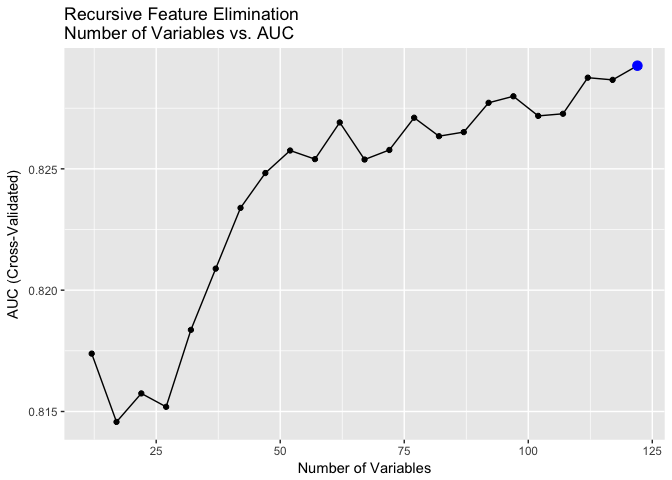 Recursive Feature Elimination
Number of Variables vs. AUC
AUC (Cross-Validated)
0.825
0.820
0.815
25 50 75 100 125
Number of Variables